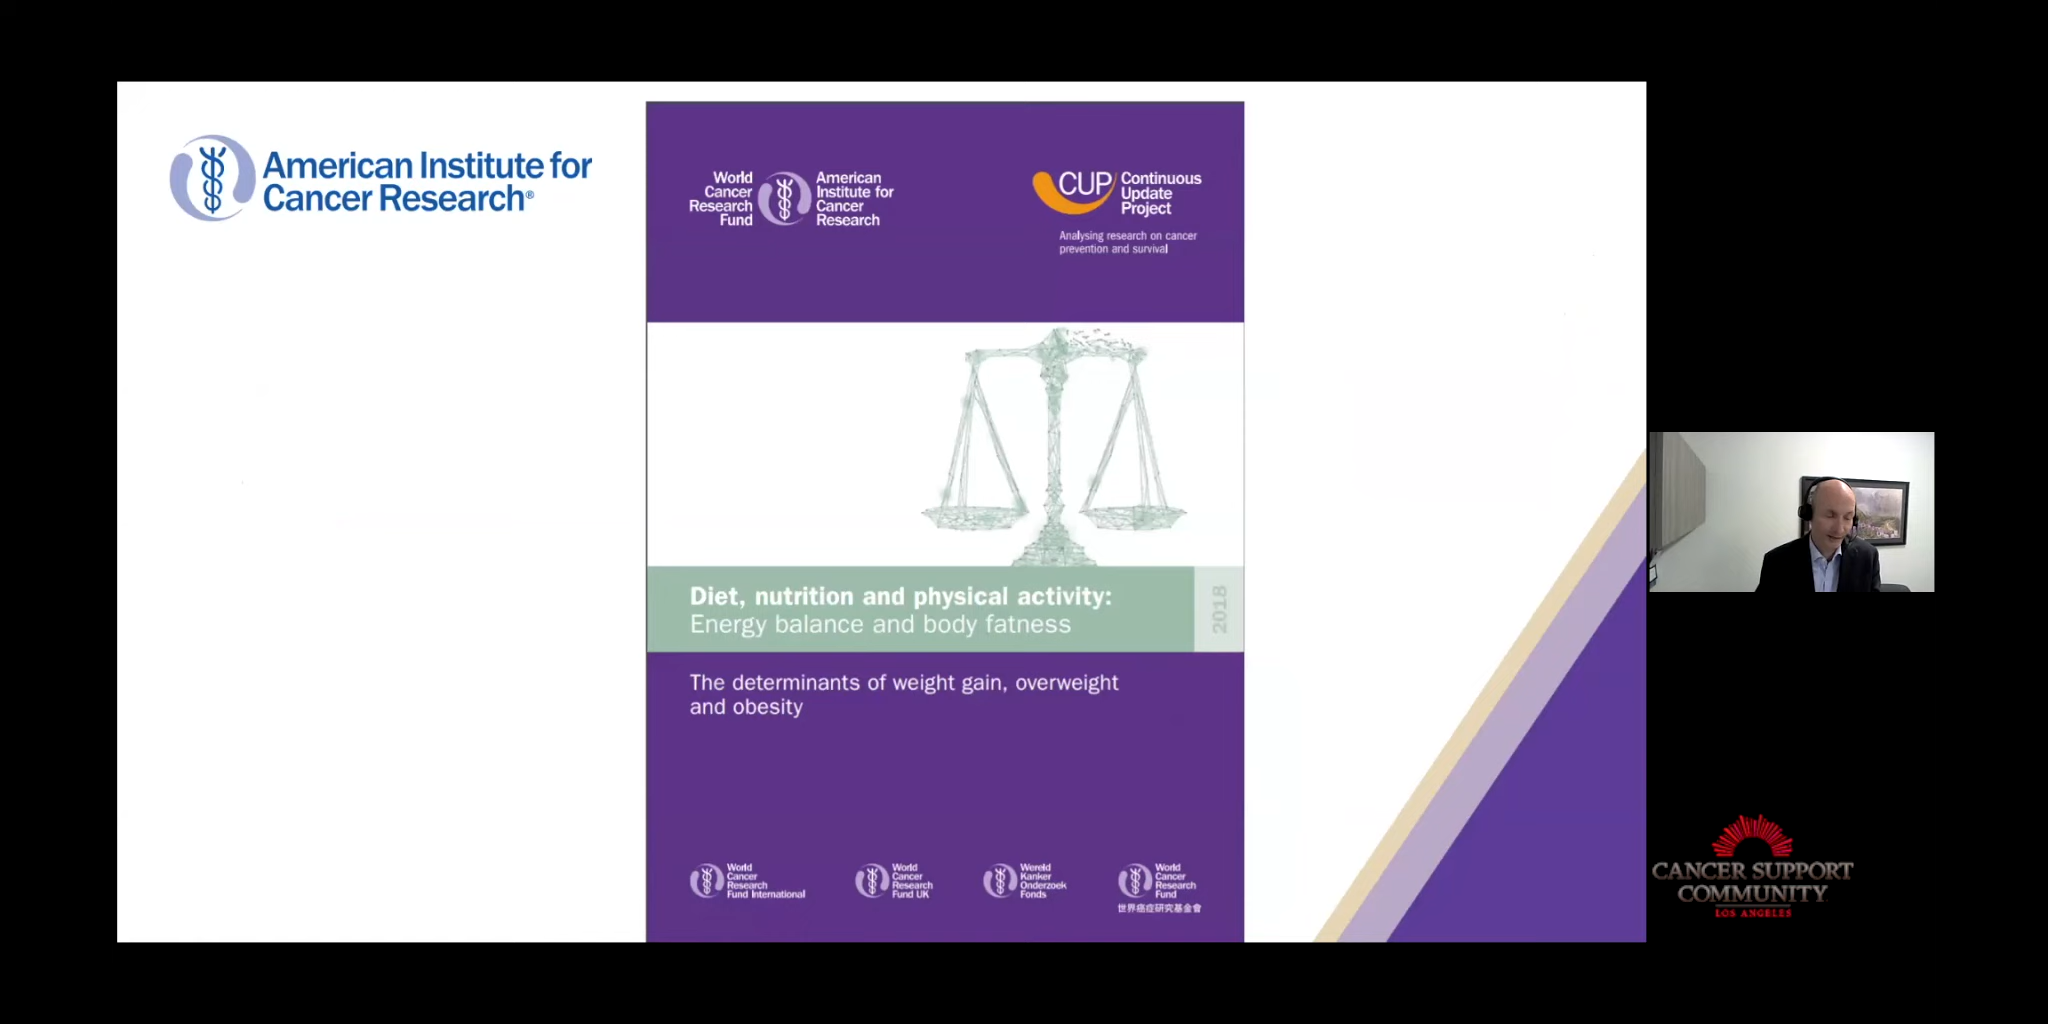 American Institute for
Cancer Research®
World
Cancer
Research
Fund
American
Institute for
Cancer
Research
CUP
Continuous
Update
Project
Analysing research on cancer
prevention and survival
Diet, nutrition and physical activity:
Energy balance and body fatness
2018
The determinants of weight gain, overweight
and obesity
World
Cancer
Research
Fund International
World
Cancer
Research
Fund UK
Wereld
Kanker
Onderzoek
Fonds
World
Cancer
Research
Fund
世界癌症研究基金會
CANCER SUPPORT
COMMUNITY
LOS ANGELES